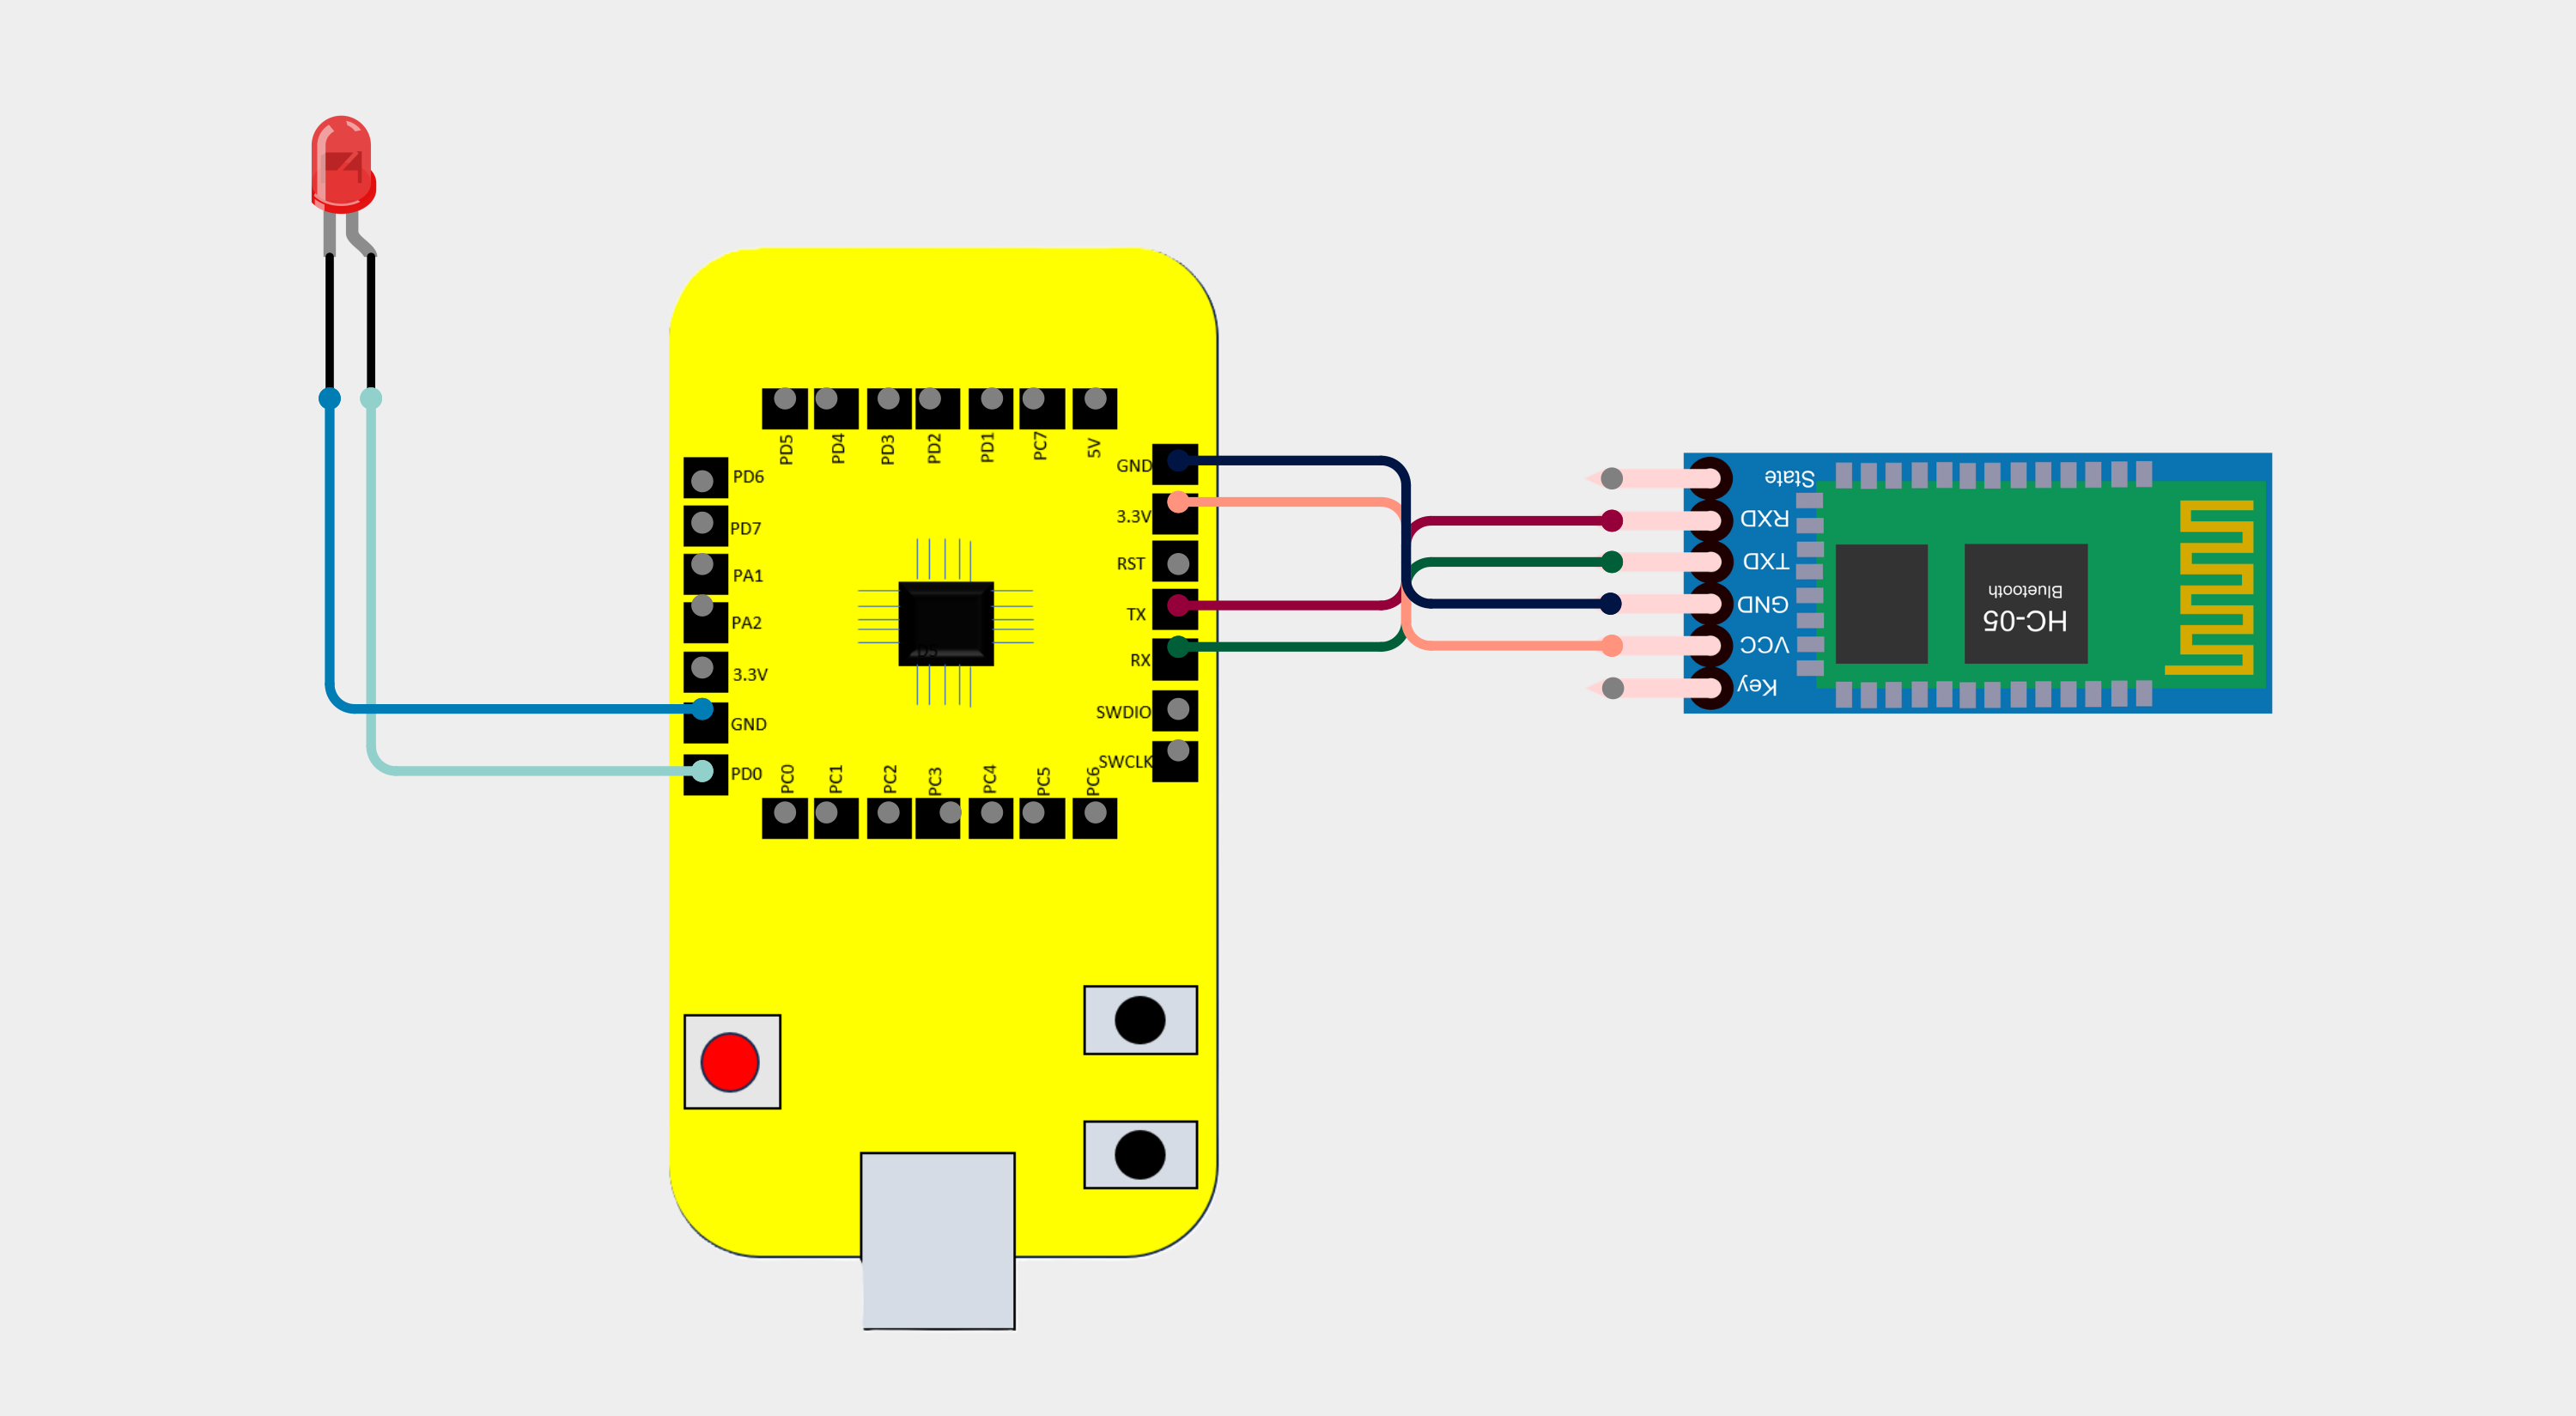 PD5
PD4
PD3
PD2
PD1
PC7
5V
PD6
PD7
PA1
PA2
3.3V
GND
PD0
GND
3.3V
RST
TX
RX
SWDIO
SWCLK
D5
PC0
PC1
PC2
PC3
PC4
PC5
PC6
State
RXD
TXD
GND
VCC
Key
HC-05
Bluetooth